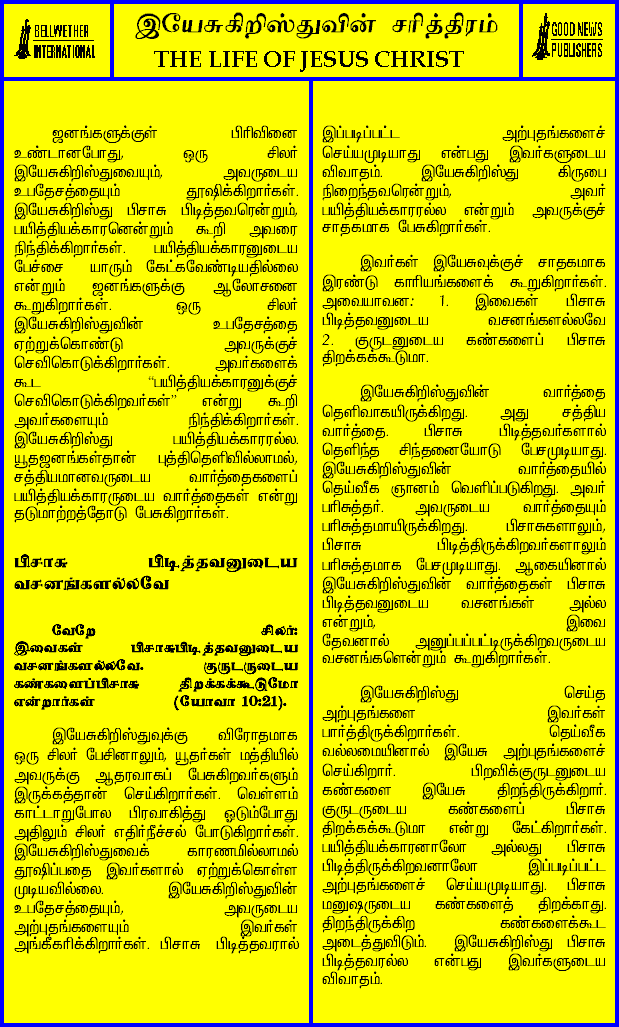 BELLWETHER
INTERNATIONAL
இயேசுகிறிஸ்துவின் சரித்திரம்
THE LIFE OF JESUS CHRIST
GOOD NEWS
PUBLISHERS
ஜனங்களுக்குள் பிரிவினை
உண்டானபோது, ஒரு சிலர்
இயேசுகிறிஸ்துவையும், அவருடைய
உபதேசத்தையும் தூஷிக்கிறார்கள்.
இயேசுகிறிஸ்து பிசாசு பிடித்தவரென்றும்,
பயித்தியக்காரனென்றும் கூறி அவரை
நிந்திக்கிறார்கள். பயித்தியக்காரனுடைய
பேச்சை யாரும் கேட்கவேண்டியதில்லை
என்றும் ஜனங்களுக்கு ஆலோசனை
கூறுகிறார்கள். ஒரு சிலர்
இயேசுகிறிஸ்துவின் உபதேசத்தை
ஏற்றுக்கொண்டு அவருக்குச்
செவிகொடுக்கிறார்கள். அவர்களைக்
கூட "பயித்தியக்காரனுக்குச்
செவிகொடுக்கிறவர்கள்" என்று கூறி
அவர்களையும் நிந்திக்கிறார்கள்.
இயேசுகிறிஸ்து பயித்தியக்காரரல்ல.
யூதஜனங்கள்தான் புத்திதெளிவில்லாமல்,
சத்தியமானவருடைய வார்த்தைகளைப்
பயித்தியக்காரருடைய வார்த்தைகள் என்று
தடுமாற்றத்தோடு பேசுகிறார்கள்.
பிசாசு பிடித்தவனுடைய
வசனங்களல்லவே
வேறே சிலர்:
இவைகள் பிசாசுபிடித்தவனுடைய
வசனங்களல்லவே. குருடருடைய
கண்களைப்பிசாசு திறக்கக்கூடுமோ
என்றார்கள் (யோவா 10:21).
இயேசுகிறிஸ்துவுக்கு விரோதமாக
ஒரு சிலர் பேசினாலும், யூதர்கள் மத்தியில்
அவருக்கு ஆதரவாகப் பேசுகிறவர்களும்
இருக்கத்தான் செய்கிறார்கள். வெள்ளம்
காட்டாறுபோல பிரவாகித்து ஓடும்போது
அதிலும் சிலர் எதிர்நீச்சல் போடுகிறார்கள்.
இயேசுகிறிஸ்துவைக் காரணமில்லாமல்
தூஷிப்பதை இவர்களால் ஏற்றுக்கொள்ள
முடியவில்லை. இயேசுகிறிஸ்துவின்
உபதேசத்தையும், அவருடைய
அற்புதங்களையும் இவர்கள்
அங்கீகரிக்கிறார்கள். பிசாசு பிடித்தவரால்
இப்படிப்பட்ட அற்புதங்களைச்
செய்யமுடியாது என்பது இவர்களுடைய
விவாதம். இயேசுகிறிஸ்து கிருபை
நிறைந்தவரென்றும், அவர்
பயித்தியக்காரரல்ல என்றும் அவருக்குச்
சாதகமாக பேசுகிறார்கள்.
இவர்கள் இயேசுவுக்குச் சாதகமாக
இரண்டு காரியங்களைக் கூறுகிறார்கள்.
அவையாவன: 1. இவைகள் பிசாசு
பிடித்தவனுடைய வசனங்களல்லவே
2. குருடனுடைய கண்களைப் பிசாசு
திறக்கக்கூடுமா.
இயேசுகிறிஸ்துவின் வார்த்தை
தெளிவாகயிருக்கிறது. அது சத்திய
வார்த்தை. பிசாசு பிடித்தவர்களால்
தெளிந்த சிந்தனையோடு பேசமுடியாது.
இயேசுகிறிஸ்துவின் வார்த்தையில்
தெய்வீக ஞானம் வெளிப்படுகிறது. அவர்
பரிசுத்தர். அவருடைய வார்த்தையும்
பரிசுத்தமாயிருக்கிறது. பிசாசுகளாலும்,
பிசாசு பிடித்திருக்கிறவர்களாலும்
பரிசுத்தமாக பேசமுடியாது. ஆகையினால்
இயேசுகிறிஸ்துவின் வார்த்தைகள் பிசாசு
பிடித்தவனுடைய வசனங்கள் அல்ல
என்றும், இவை
தேவனால் அனுப்பப்பட்டிருக்கிறவருடைய
வசனங்களென்றும் கூறுகிறார்கள்.
இயேசுகிறிஸ்து செய்த
அற்புதங்களை இவர்கள்
பார்த்திருக்கிறார்கள். தெய்வீக
வல்லமையினால் இயேசு அற்புதங்களைச்
செய்கிறார். பிறவிக்குருடனுடைய
கண்களை இயேசு திறந்திருக்கிறார்.
குருடருடைய கண்களைப் பிசாசு
திறக்கக்கூடுமா என்று கேட்கிறார்கள்.
பயித்தியக்காரனாலோ அல்லது பிசாசு
பிடித்திருக்கிறவனாலோ இப்படிப்பட்ட
அற்புதங்களைச் செய்யமுடியாது. பிசாசு
மனுஷருடைய கண்களைத் திறக்காது.
திறந்திருக்கிற கண்களைக்கூட
அடைத்துவிடும். இயேசுகிறிஸ்து பிசாசு
பிடித்தவரல்ல என்பது இவர்களுடைய
விவாதம்.